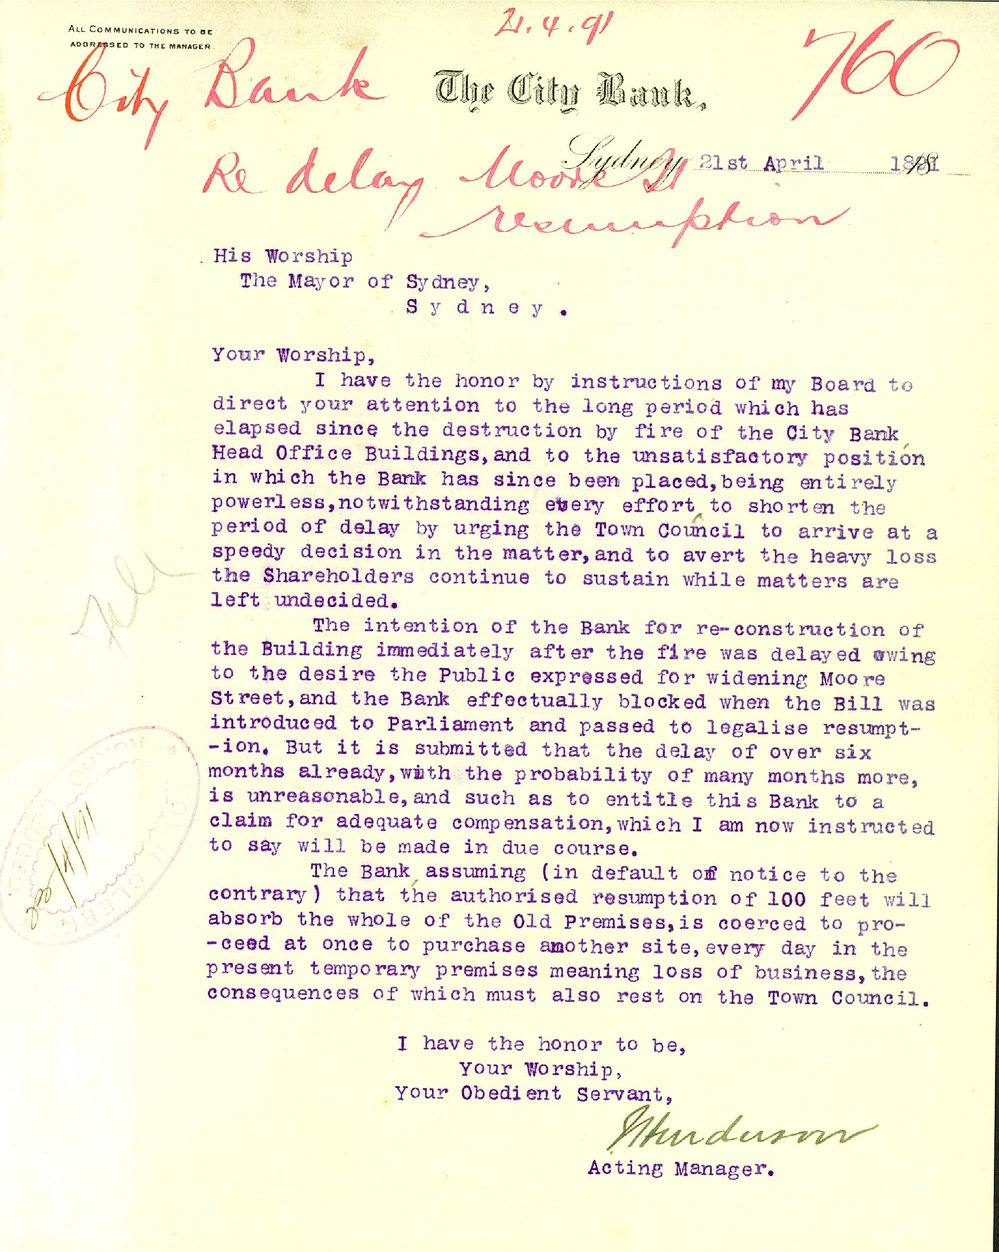 ALL COMMUNICATIONS TO BE
ADDRESSED TO THE MANAGER
21.4.91
760
City Bank
The City Bank,
Sydney 21st April 1891
Re delay Moore St
resumption
His Worship
The Mayor of Sydney,
Sydney.
Your Worship,
I have the honor by instructions of my Board to
direct your attention to the long period which has
elapsed since the destruction by fire of the City Bank,
Head Office Buildings,and to the unsatisfactory position
in which the Bank has since been placed,being entirely
powerless,notwithstanding every effort, to shorten the
period of delay by urging the Town Council to arrive at a
speedy decision in the matter,and to avert the heavy loss
the Shareholders continue to sustain while matters are
left undecided.
The intention of the Bank for re-construction of
the Building immediately after the fire was delayed owing
to the desire the Public expressed for widening Moore
Street,and the Bank effectually blocked when the Bill was
introduced to Parliament and passed to legalise resumpt-
-ion. But it is submitted that the delay of over six
months already,with the probability of many months more,
is unreasonable,and such as to entitle this Bank to a
claim for adequate compensation,which I am now instructed
to say will be made in due course.
The Bank, assuming (in default of notice to the
contrary) that the authorised resumption of 100 feet will
absorb the whole of the Old Premises,is coerced to pro-
-ceed at once to purchase another site,every day in the
present temporary premises meaning loss of business,the
consequences of which must also rest on the Town Council.
I have the honor to be,
Your Worship,
Your Obedient Servant,
Henderson
Acting Manager.
TOWN CLERK
ACKNOWLEDGED